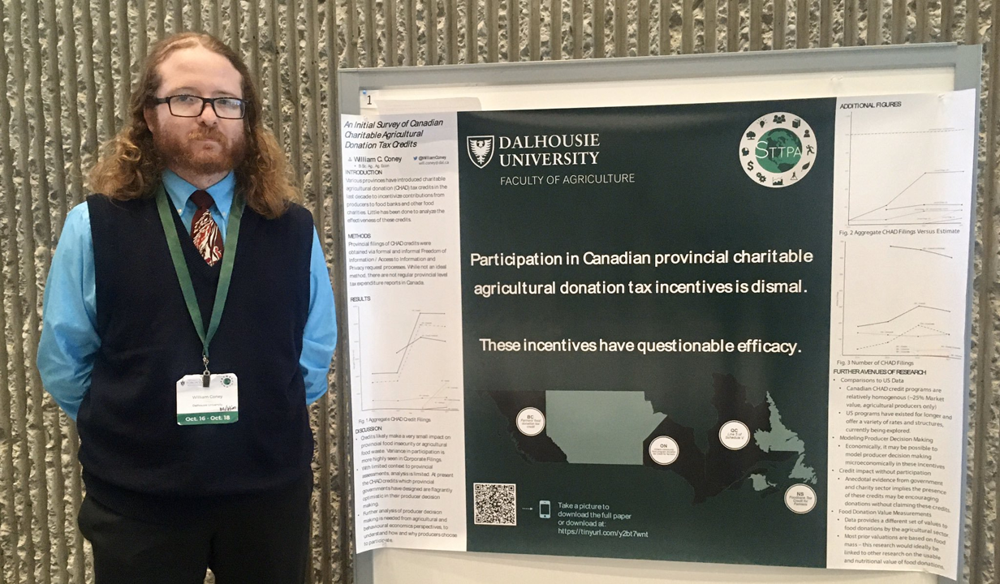 William Coney
Dalhousie University
Oct. 16 - Oct. 18
1
An Initial Survey of Canadian
Charitable Agricultural
Donation Tax Credits
William C. Coney
@WilliamConey
INTRODUCTION
Various provinces have introduced charitable
agricultural donation (CHAD) tax credits in the
last decade to incentivize contributions from
producers to food banks and other food
charities. Little has been done to analyze the
effectiveness of these credits.
METHODS
Provincial filings of CHAD credits were
obtained via formal and informal Freedom of
Information / Access to Information and
Privacy request processes. While not an ideal
method, there are not regular provincial level
tax expenditure reports in Canada.
RESULTS
Fig. 1 Aggregate CHAD Credit Filings
DISCUSSION
• Credits likely make a very small impact on
provincial food insecurity or agricultural
food waste. Variance in participation is
more highly seen in Corporate Filings.
• With limited context to provincial
assessments, analysis is limited. At present
the CHAD credits which provincial
governments have designed are flagrantly
optimistic in their producer decision
making.
• Further analysis of producer decision
making is needed from agricultural and
behavioural economics perspectives, to
understand how and why producers choose
to participate.
DALHOUSIE
UNIVERSITY
FACULTY OF AGRICULTURE
STTPA
Participation in Canadian provincial charitable
agricultural donation tax incentives is dismal.
These incentives have questionable efficacy.
BC
ON
QC
Line 3 of
Schedule U
NS
Take a picture to
download the full paper
or download at:
https://tinyurl.com/y2bt7wnt
ADDITIONAL FIGURES
Fig. 2 Aggregate CHAD Filings Versus Estimate
Fig. 3 Number of CHAD Filings
FURTHER AVENUES OF RESEARCH
• Comparisons to US Data
• Canadian CHAD credit programs are
relatively homogenous (~25% Market
value, agricultural producers only)
• US programs have existed for longer and
offer a variety of rates and structures,
currently being explored.
• Modeling Producer Decision Making
• Economically, it may be possible to
model producer decision making
microeconomically in these incentives
• Credit impact without participation
• Anecdotal evidence from government
and charity sector implies the presence
of these credits may be encouraging
donations without claiming these credits.
• Food Donation Value Measurements
• Data provides a different set of values to
food donations by the agricultural sector.
• Most prior valuations are based on food
mass – this research would ideally be
linked to other research on the usable
and nutritional value of food donations.